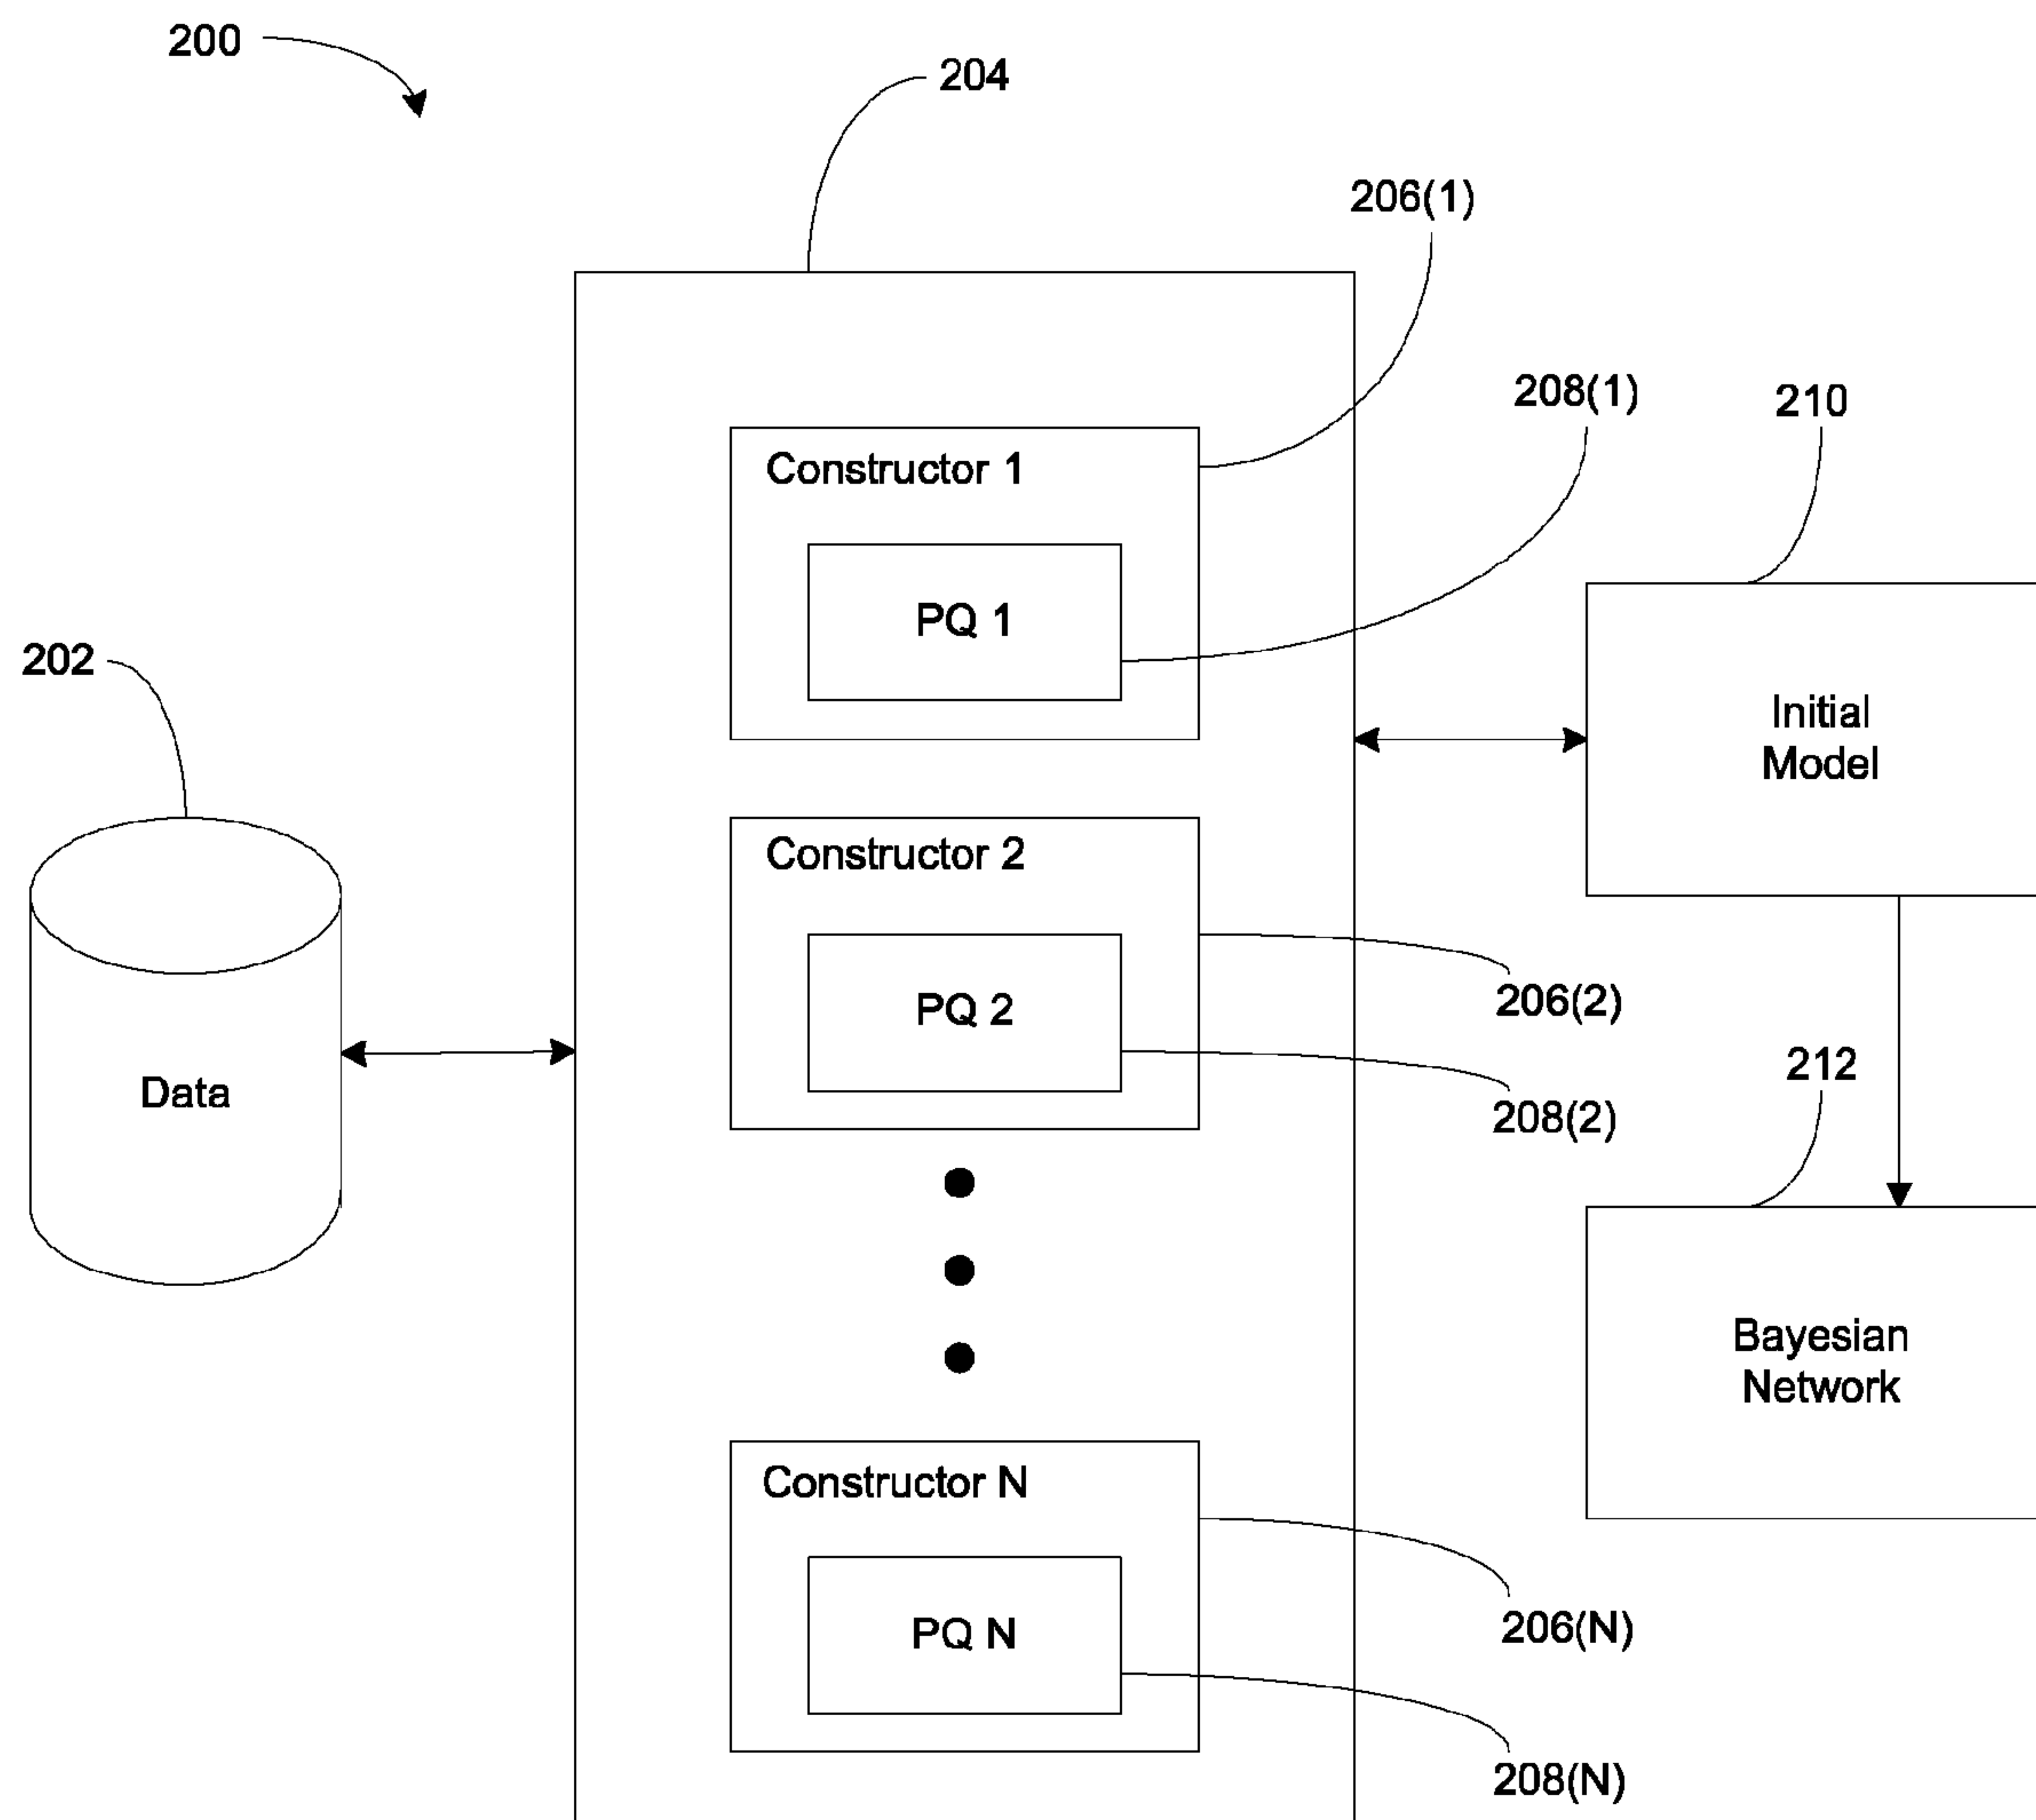 200
204
206(1)
208(1)
210
Constructor 1
PQ 1
202
Initial
Model
Constructor 2
PQ 2
206(2)
208(2)
212
Data
Bayesian
Network
Constructor N
PQ N
206(N)
208(N)